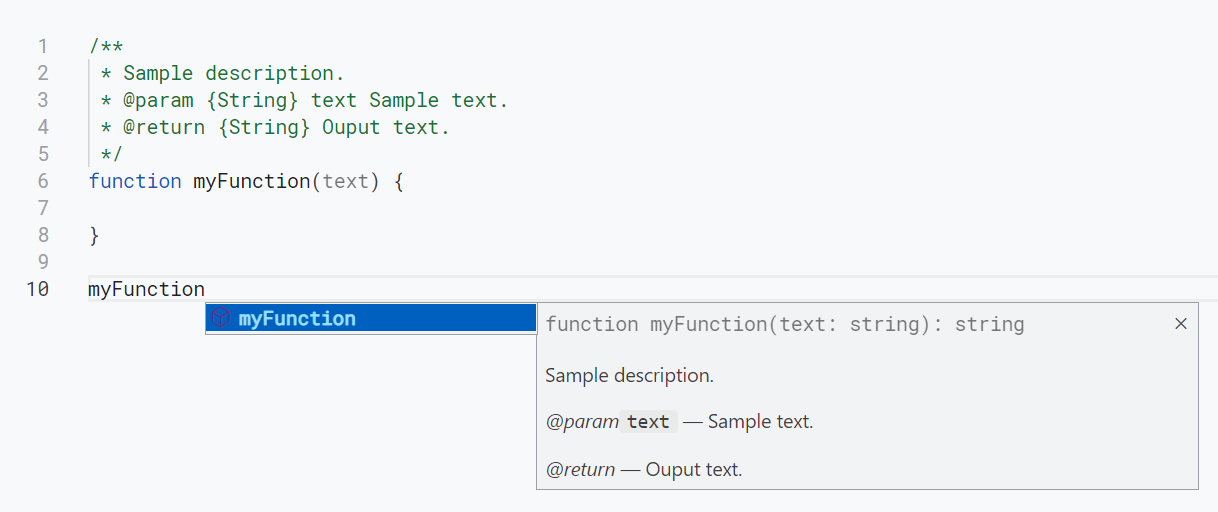 1 /**
2 * Sample description.
3 * @param {String} text Sample text.
4 * @return {String} Ouput text.
5 */
6 function myFunction(text) {
7
8 }
9
10 myFunction
myFunction
function myFunction(text: string): string
Sample description.
@param text — Sample text.
@return — Ouput text.